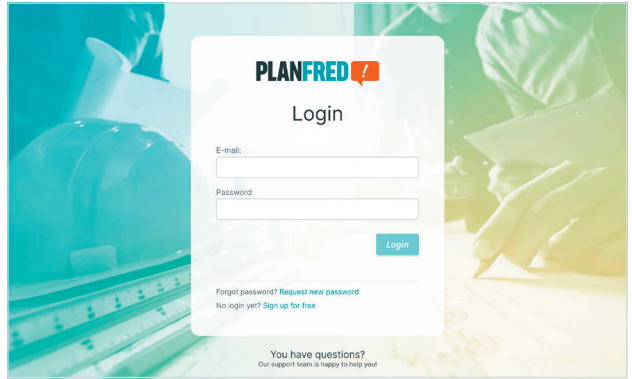 PLANFRED!
Login
E-mail:
Password:
Login
Forgot password? Request new password
No login yet? Sign up for free
You have questions?
Our support team is happy to help you!